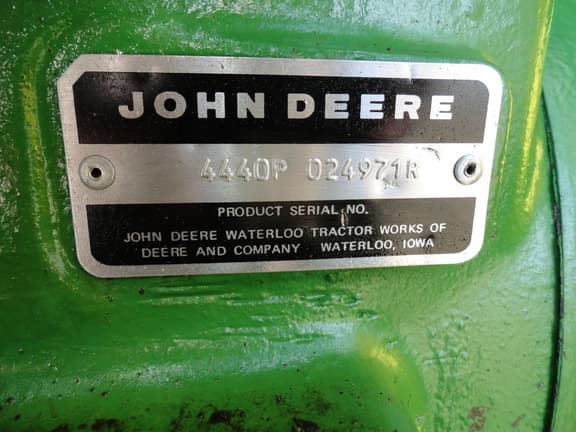 JOHN DEERE
4440P 024971R
PRODUCT SERIAL NO.
JOHN DEERE WATERLOO TRACTOR WORKS OF
DEERE AND COMPANY WATERLOO, IOWA